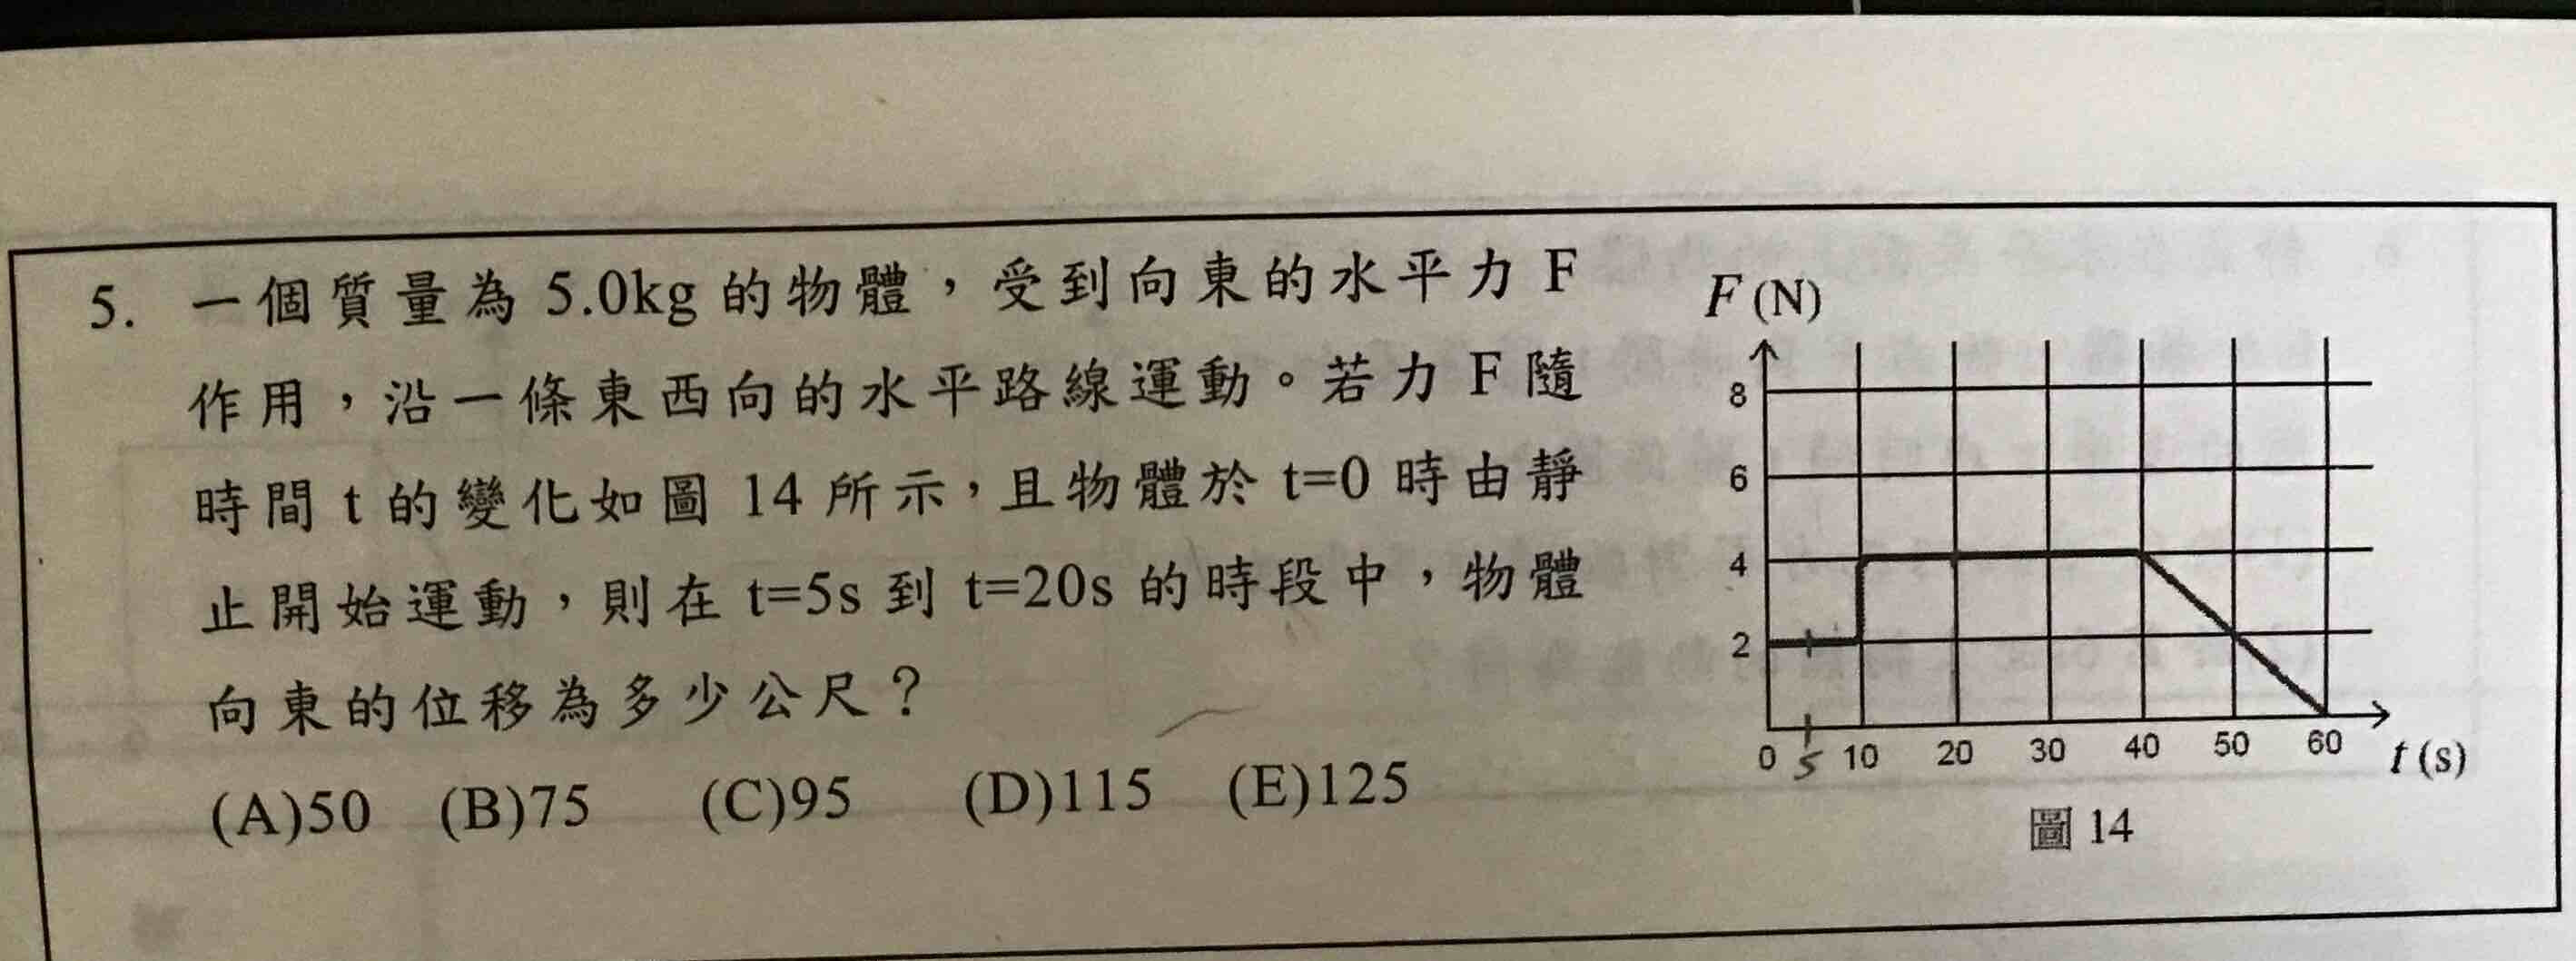 5. 一個質量為 5.0kg 的物體，受到向東的水平力 F
作用，沿一條東西向的水平路線運動。若力 F 隨
時間 t 的變化如圖 14 所示，且物體於 t=0 時由靜
止開始運動，則在 t=5s 到 t=20s 的時段中，物體
向東的位移為多少公尺？
(A)50 (B)75 (C)95 (D)115 (E)125
F (N)
8
6
4
2
0 5 10 20 30 40 50 60 t (s)
圖 14